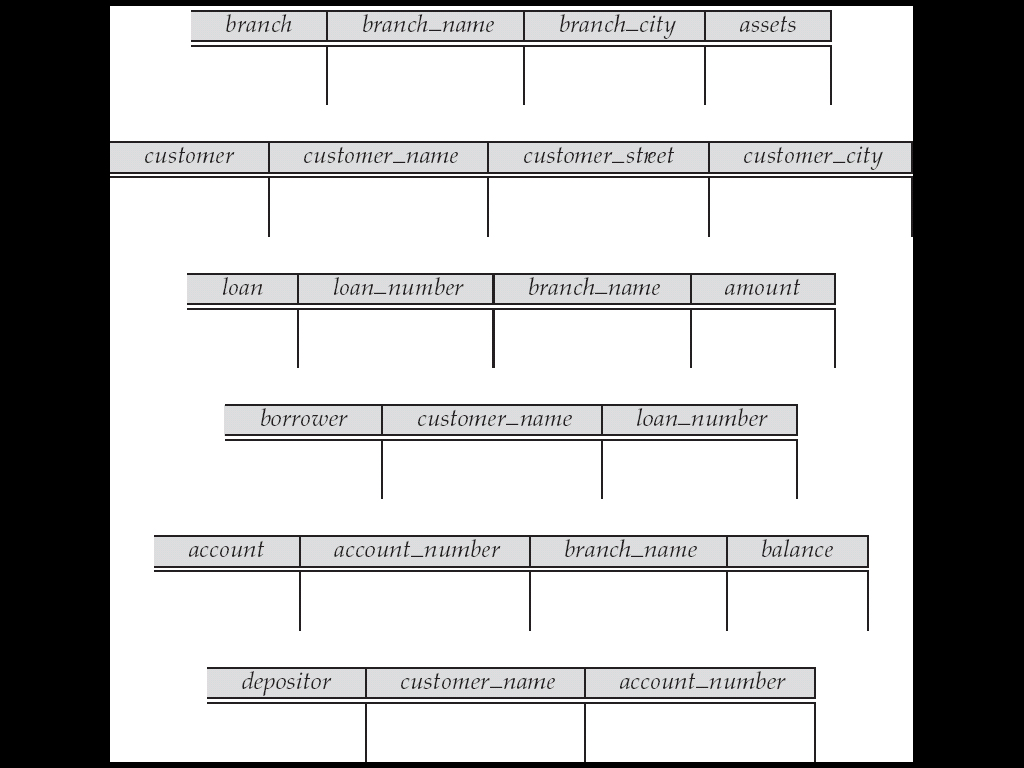 branch branch_name branch_city assets
customer customer_name customer_street customer_city
loan loan_number branch_name amount
borrower customer_name loan_number
account account_number branch_name balance
depositor customer_name account_number